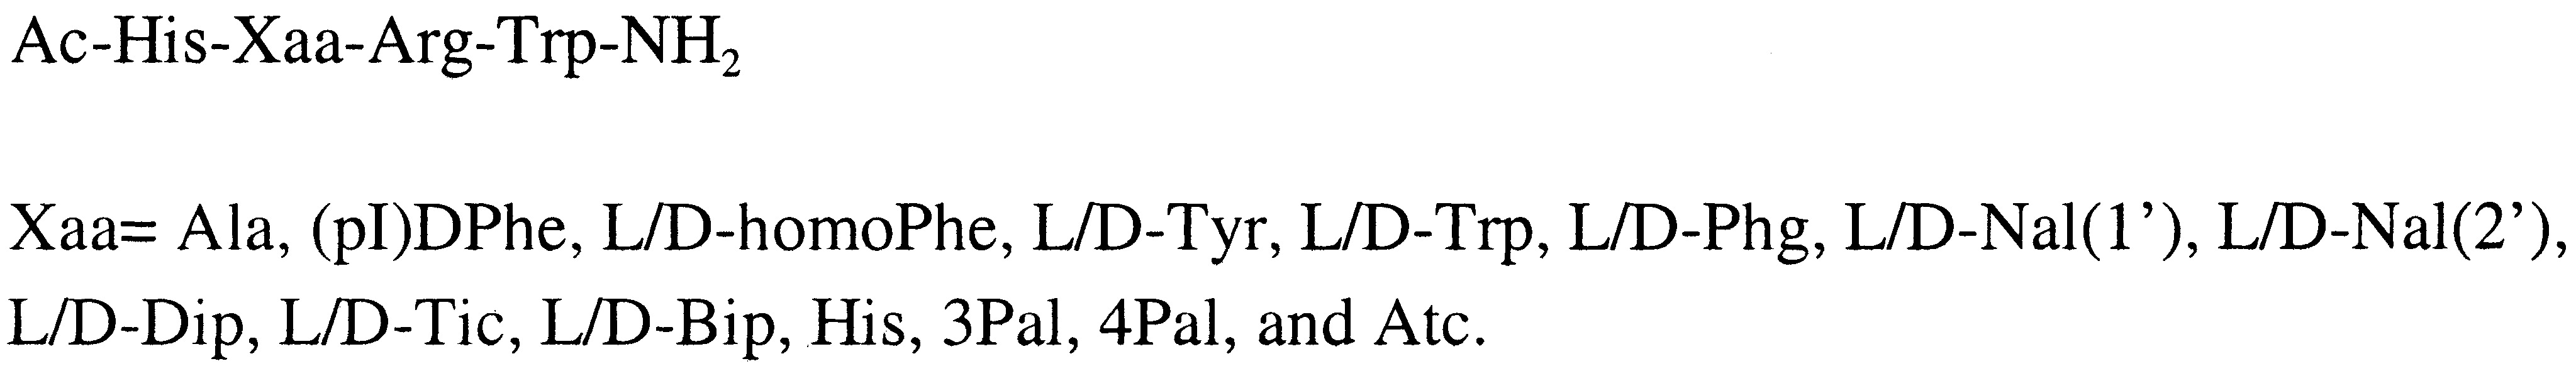 Ac-His-Xaa-Arg-Trp-NH₂
Xaa= Ala, (pI)DPhe, L/D-homoPhe, L/D-Tyr, L/D-Trp, L/D-Phg, L/D-Nal(1’), L/D-Nal(2’),
L/D-Dip, L/D-Tic, L/D-Bip, His, 3Pal, 4Pal, and Atc.